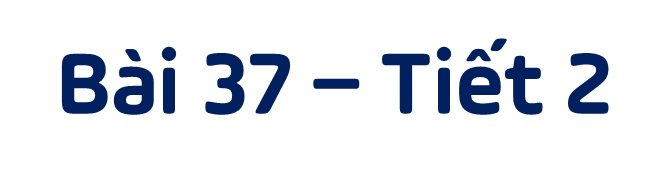 Bài 37 – Tiết 2